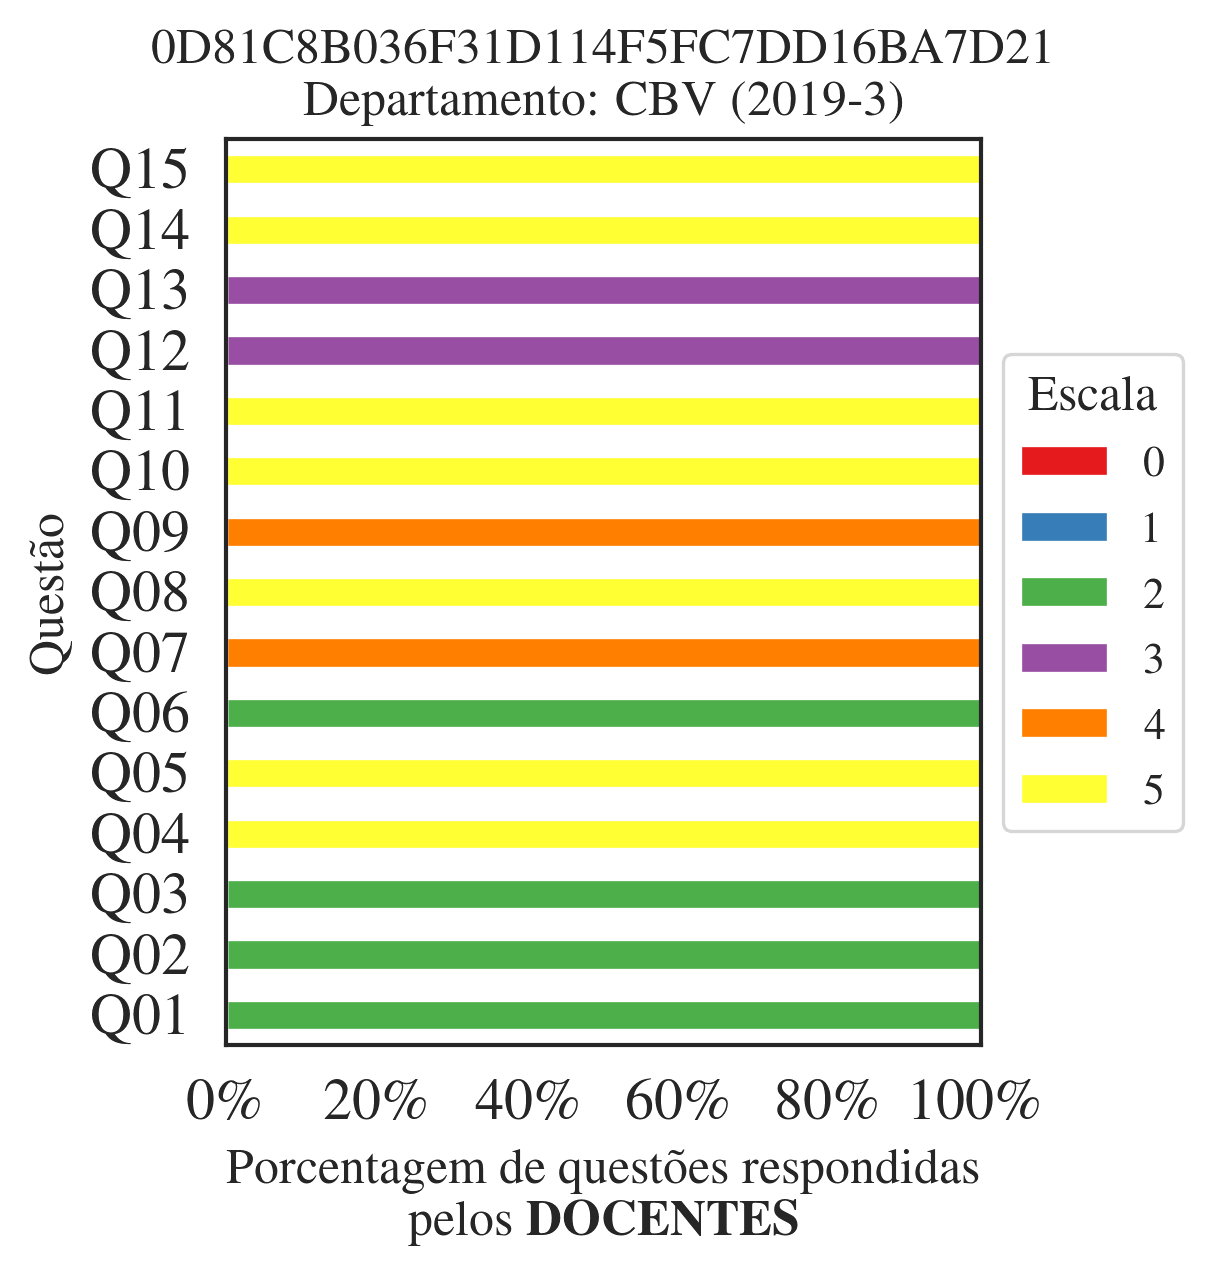 0D81C8B036F31D114F5FC7DD16BA7D21
Departamento: CBV (2019-3)
Q15
Q14
Q13
Q12
Q11
Q10
Q09
Q08
Q07
Q06
Q05
Q04
Q03
Q02
Q01
Questão
0% 20% 40% 60% 80% 100%
Porcentagem de questões respondidas
pelos DOCENTES
Escala
0
1
2
3
4
5